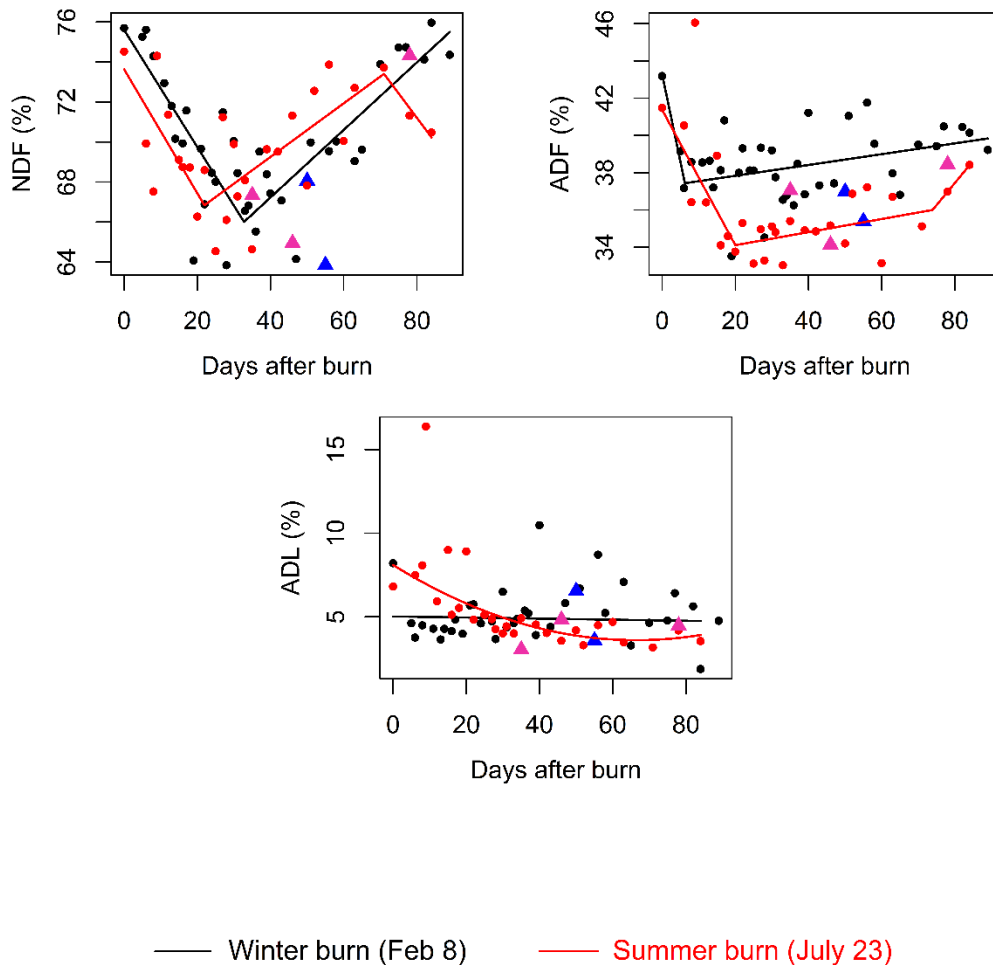 NDF (%)
76
72
68
64
0 20 40 60 80
Days after burn
ADF (%)
46
42
38
34
0 20 40 60 80
Days after burn
ADL (%)
15
10
5
0 20 40 60 80
Days after burn
Winter burn (Feb 8) Summer burn (July 23)